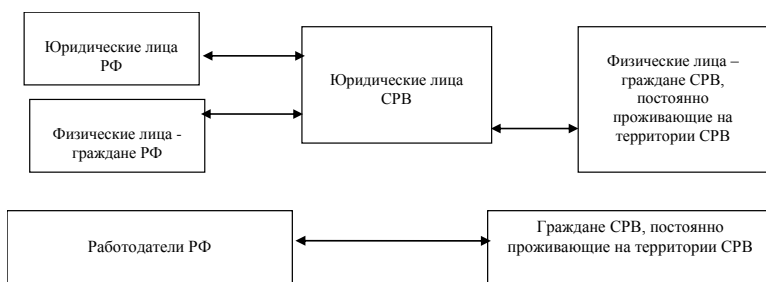 Юридические лица
РФ
Физические лица -
граждане РФ
Юридические лица
СРВ
Физические лица –
граждане СРВ,
постоянно
проживающие на
территории СРВ
Работодатели РФ
Граждане СРВ, постоянно
проживающие на территории СРВ